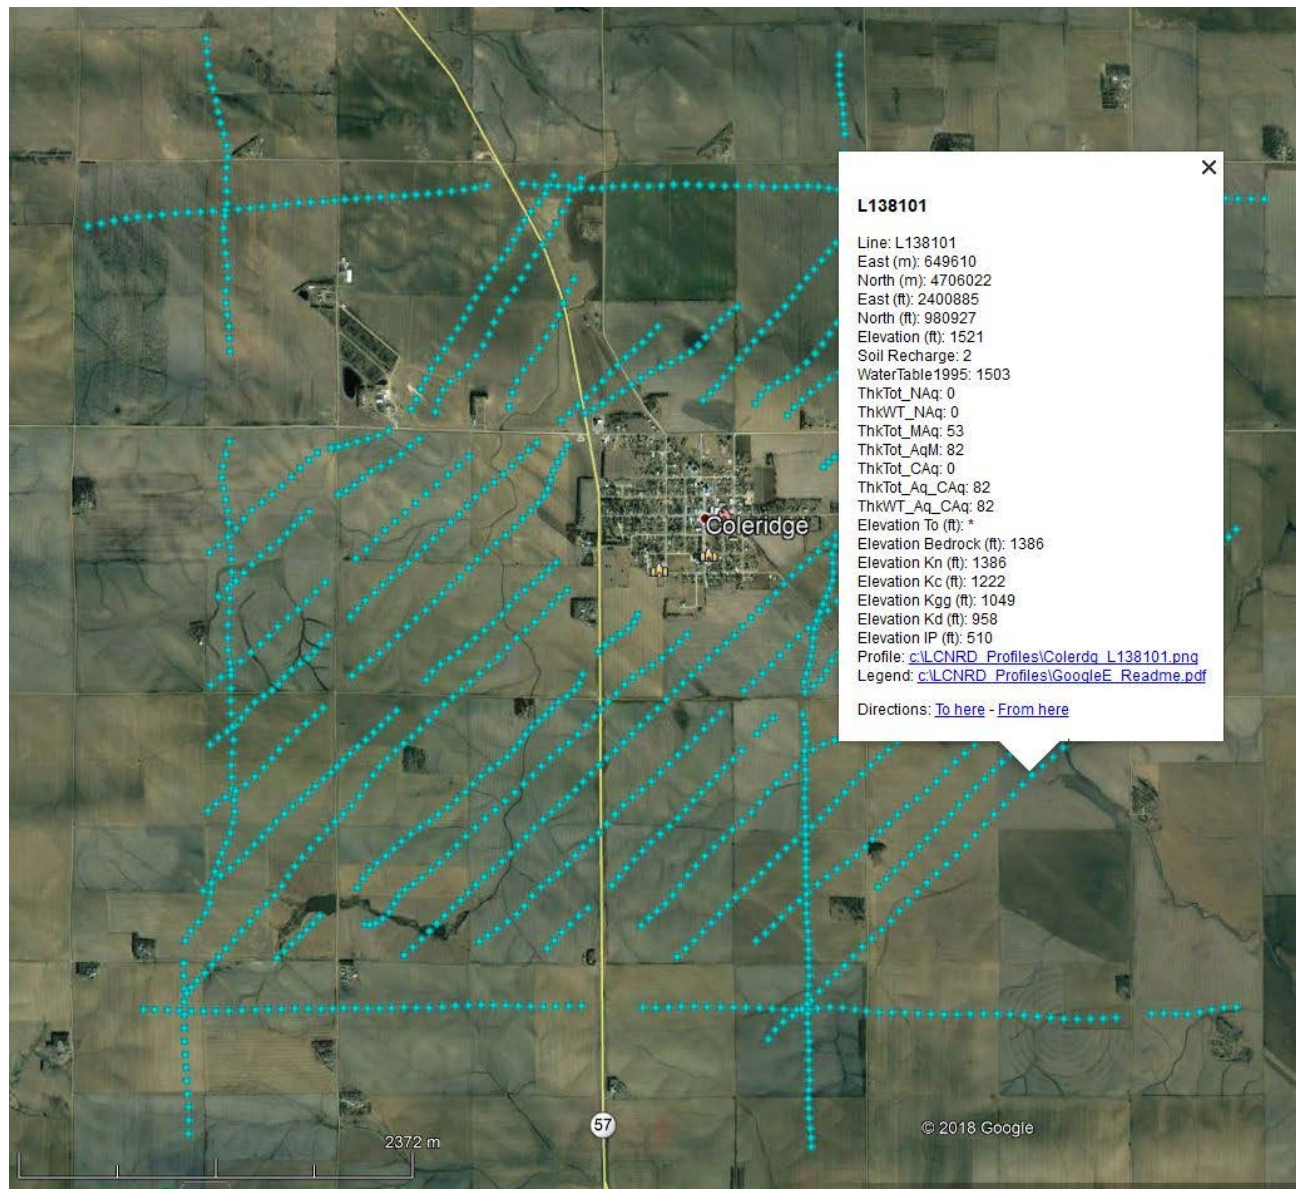 L138101
Line: L138101
East (m): 649610
North (m): 4706022
East (ft): 2400885
North (ft): 980927
Elevation (ft): 1521
Soil Recharge: 2
WaterTable1995: 1503
ThkTot_NAq: 0
ThkWT_NAq: 0
ThkTot_MAq: 53
ThkTot_AqM: 82
ThkTot_CAq: 0
ThkTot_Aq_CAq: 82
ThkWT_Aq_CAq: 82
Elevation To (ft): *
Elevation Bedrock (ft): 1386
Elevation Kn (ft): 1386
Elevation Kc (ft): 1222
Elevation Kgg (ft): 1049
Elevation Kd (ft): 958
Elevation IP (ft): 510
Profile: c:\LCNRD_Profiles\Colerdg_L138101.png
Legend: c:\LCNRD_Profiles\GoogleE_Readme.pdf
Directions: To here - From here
Coleridge
57
© 2018 Google
2372 m